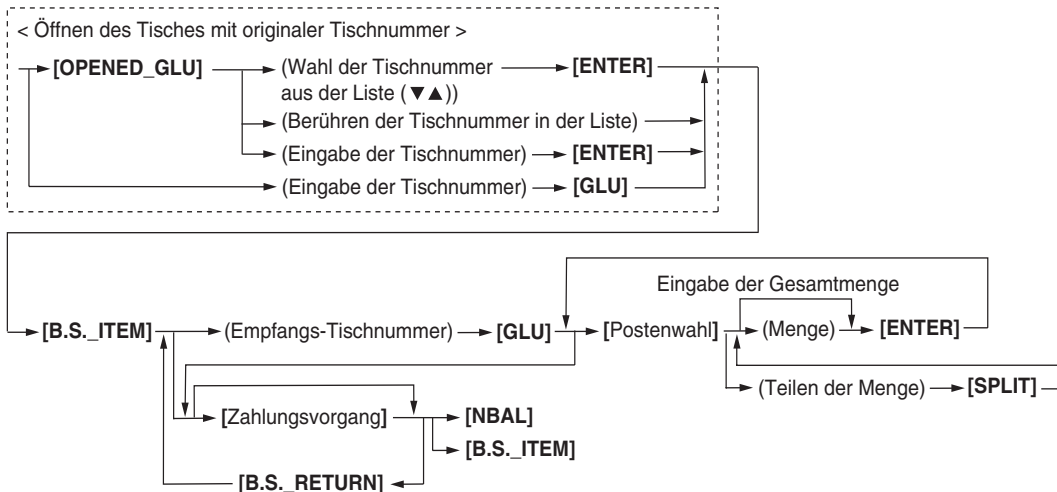 < Öffnen des Tisches mit originaler Tischnummer >
[OPENED_GLU]
(Wahl der Tischnummer
aus der Liste (▼▲))
[ENTER]
(Berühren der Tischnummer in der Liste)
(Eingabe der Tischnummer)
[ENTER]
(Eingabe der Tischnummer)
[GLU]
Eingabe der Gesamtmenge
[B.S._ITEM]
(Empfangs-Tischnummer)
[GLU]
[Postenwahl]
(Menge)
[ENTER]
(Teilen der Menge)
[SPLIT]
[Zahlungsvorgang]
[NBAL]
[B.S._ITEM]
[B.S._RETURN]